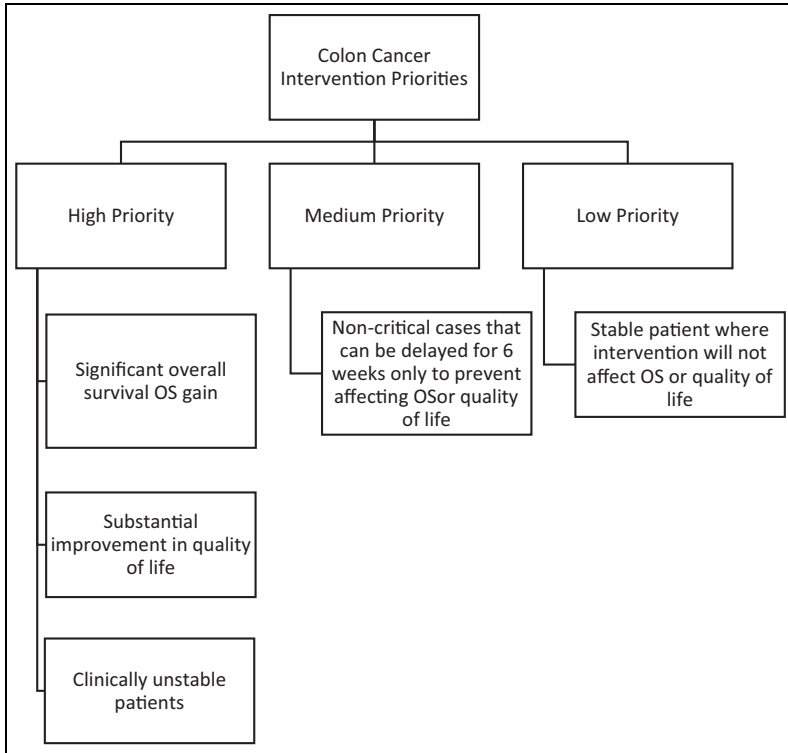 Colon Cancer
Intervention Priorities
High Priority
Medium Priority
Low Priority
Significant overall
survival OS gain
Substantial
improvement in quality
of life
Clinically unstable
patients
Non-critical cases that
can be delayed for 6
weeks only to prevent
affecting OSor quality
of life
Stable patient where
intervention will not
affect OS or quality of
life